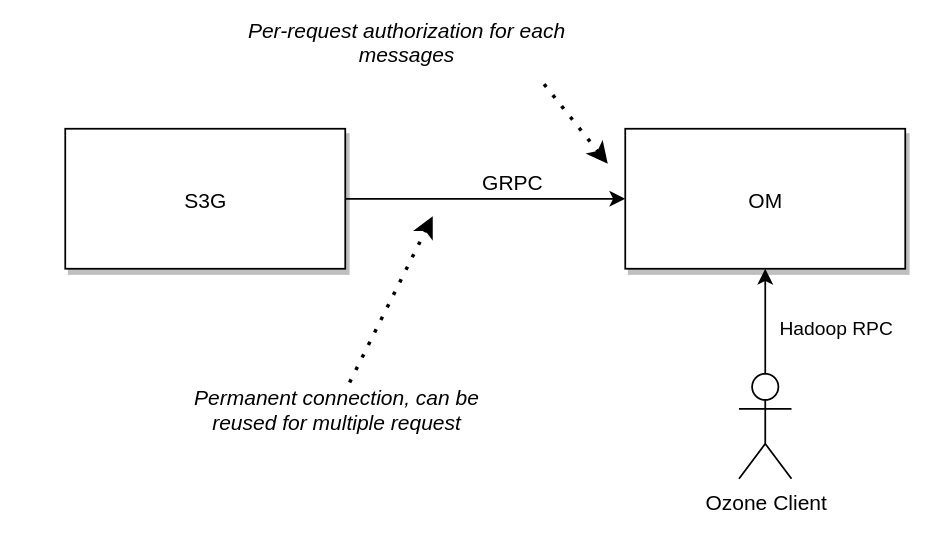 Per-request authorization for each
messages
GRPC
S3G
OM
Hadoop RPC
Permanent connection, can be
reused for multiple request
Ozone Client